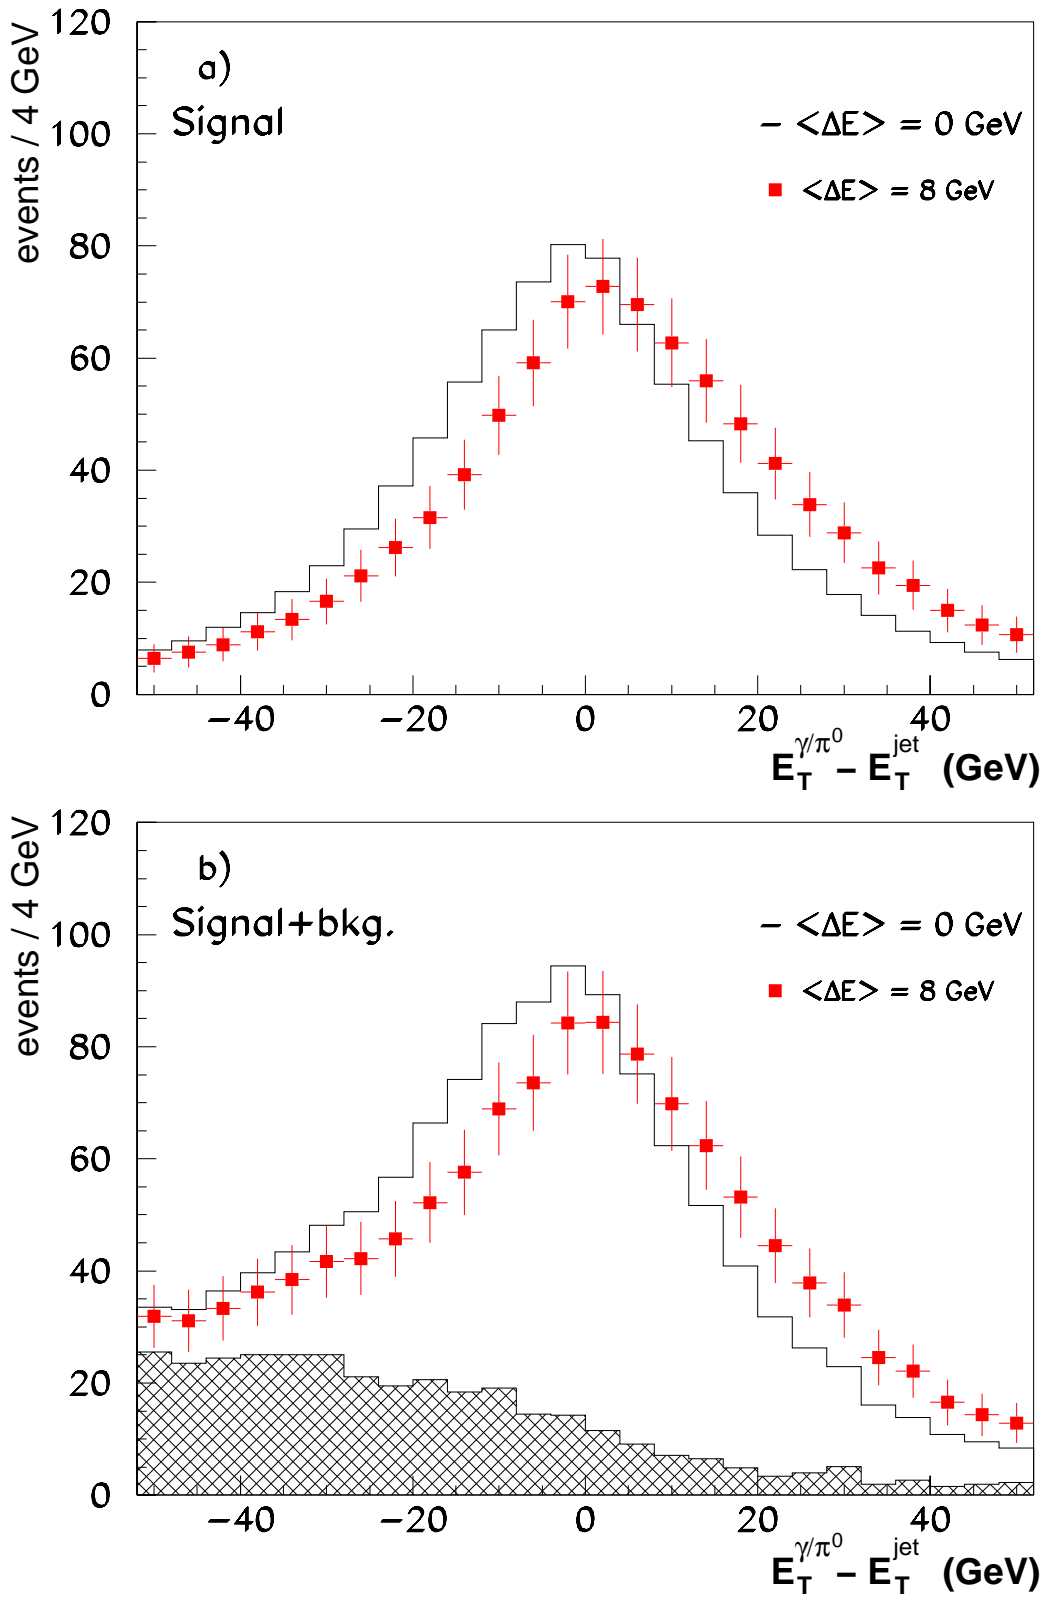 120
100
80
60
40
20
0
events / 4 GeV
a)
Signal
– <ΔE> = 0 GeV
■ <ΔE> = 8 GeV
−40 −20 0 20 40
E_T^{γ/π⁰} – E_T^{jet} (GeV)
120
100
80
60
40
20
0
events / 4 GeV
b)
Signal+bkg.
– <ΔE> = 0 GeV
■ <ΔE> = 8 GeV
−40 −20 0 20 40
E_T^{γ/π⁰} – E_T^{jet} (GeV)